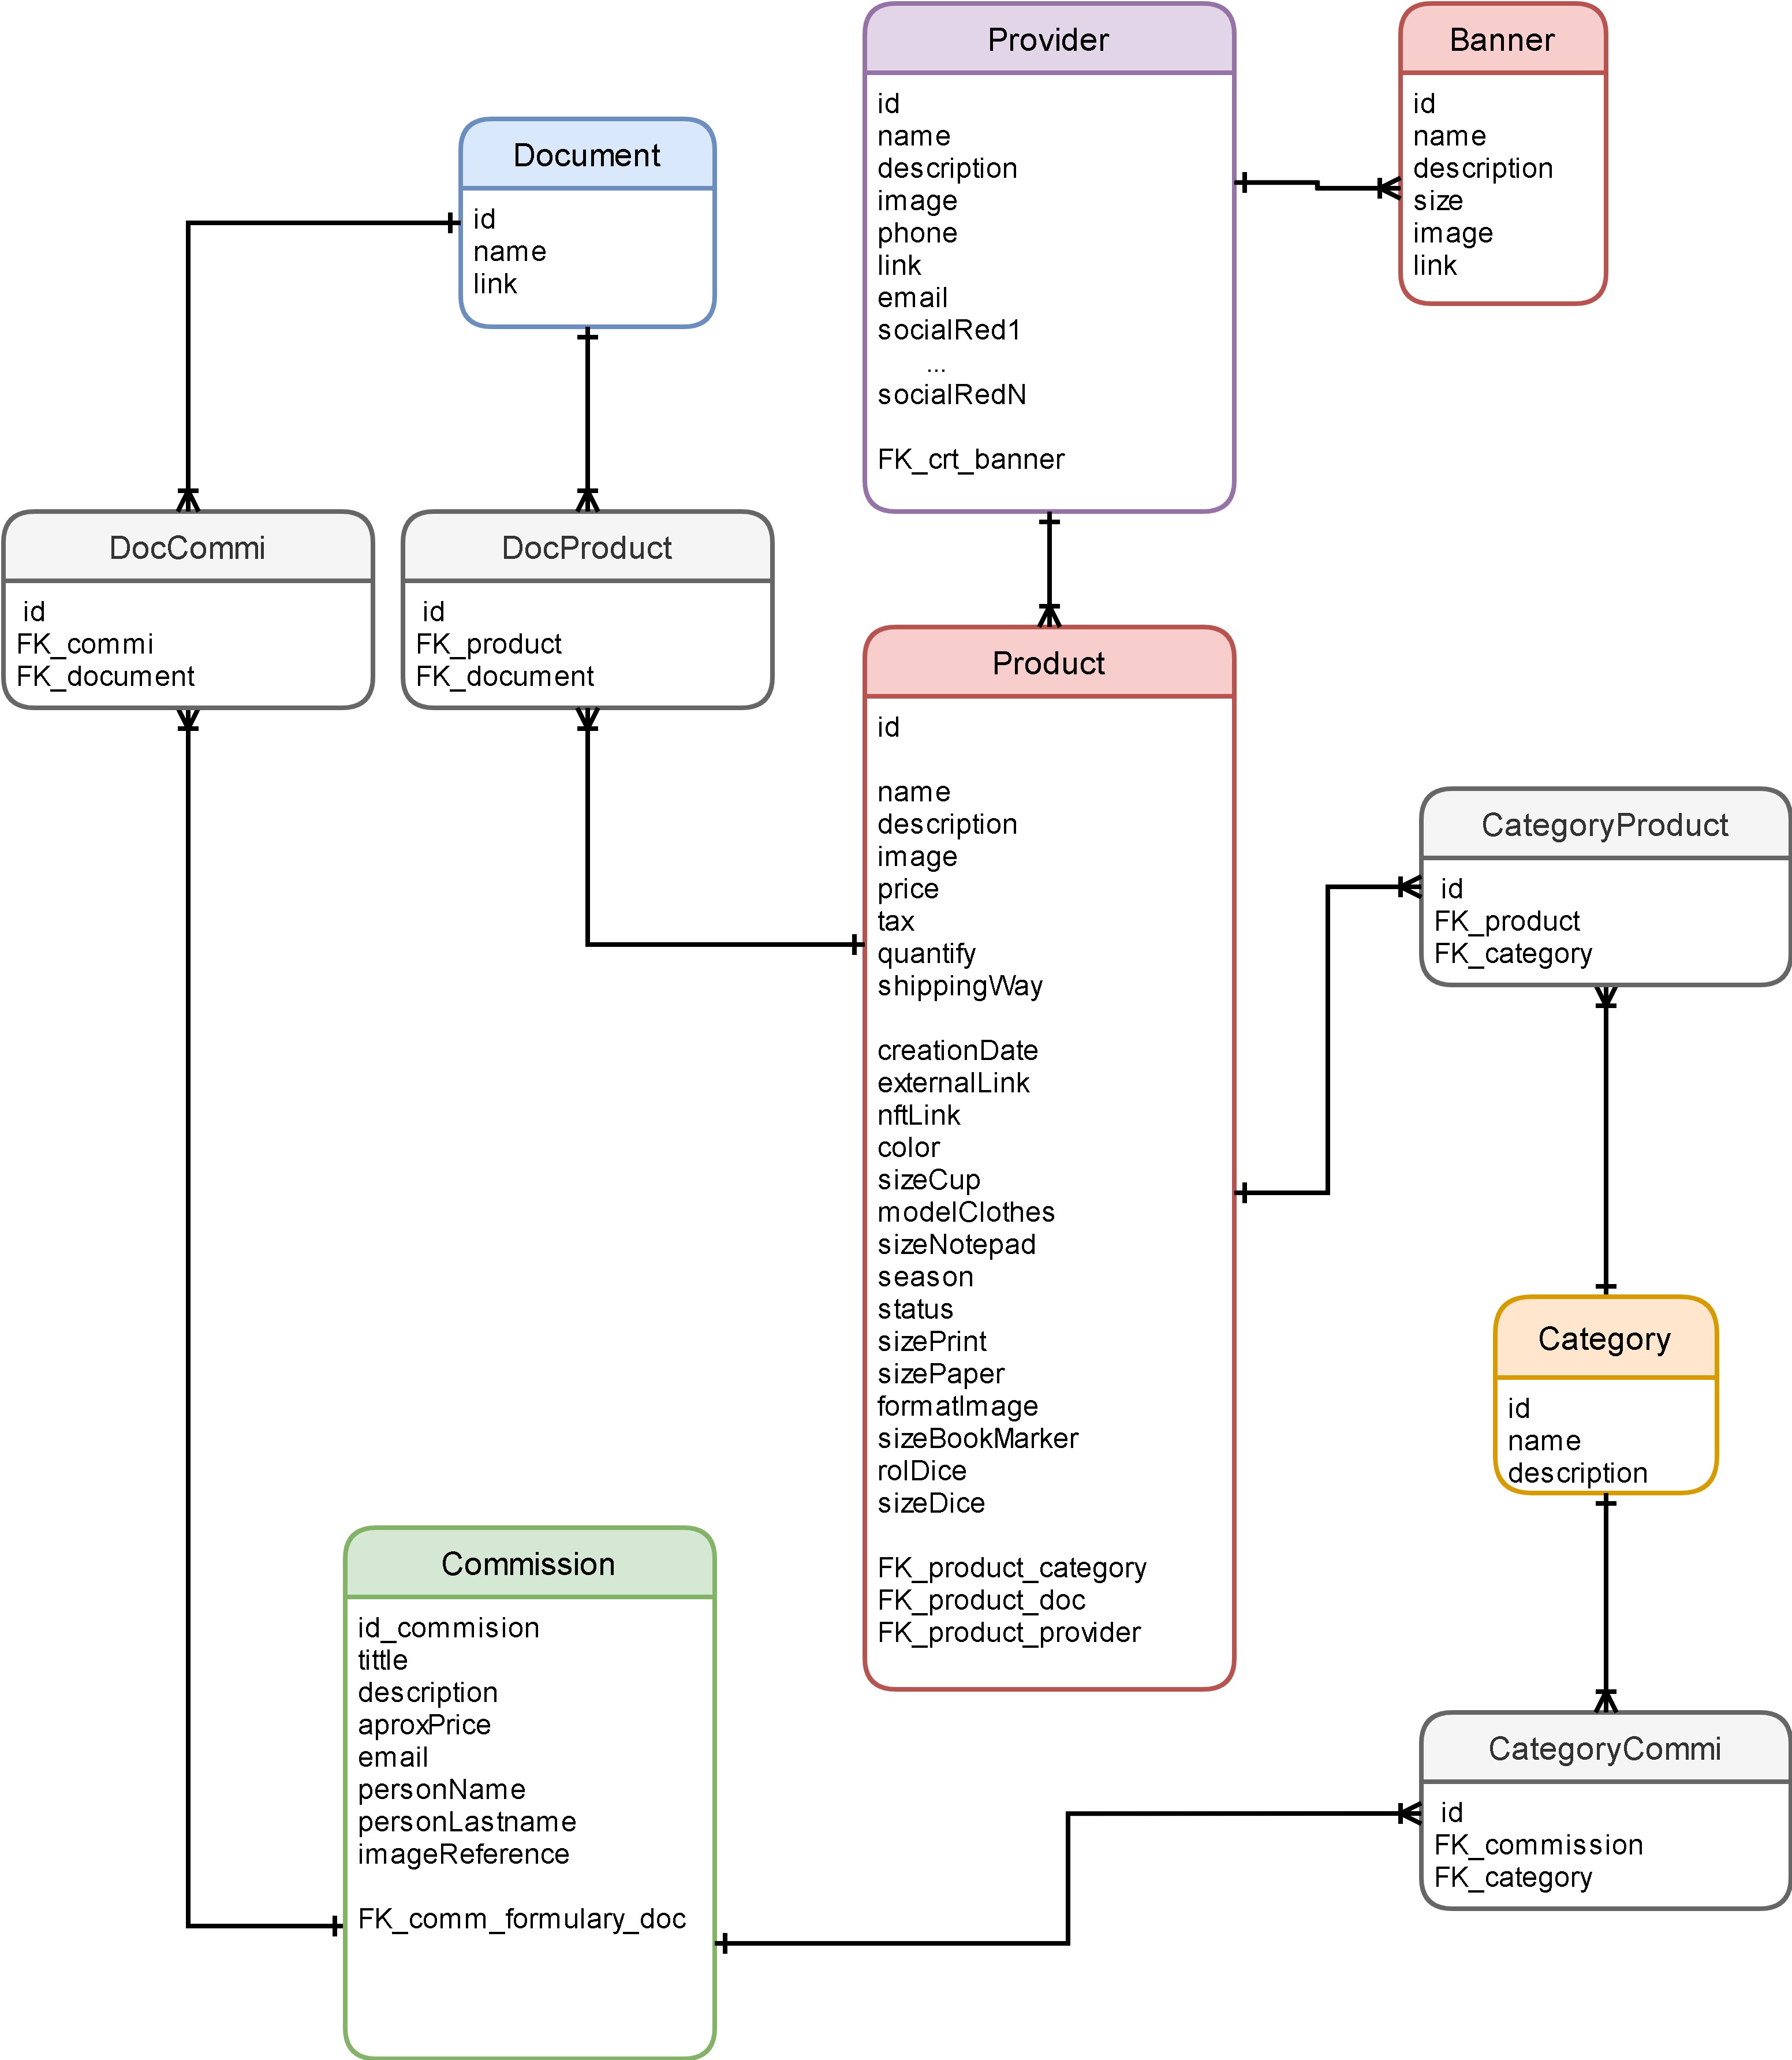 Provider
id
name
description
image
phone
link
email
socialRed1
...
socialRedN
FK_crt_banner
Banner
id
name
description
size
image
link
Document
id
name
link
DocCommi
id
FK_commi
FK_document
DocProduct
id
FK_product
FK_document
Product
id
name
description
image
price
tax
quantify
shippingWay
creationDate
externalLink
nftLink
color
sizeCup
modelClothes
sizeNotepad
season
status
sizePrint
sizePaper
formatImage
sizeBookMarker
rolDice
sizeDice
FK_product_category
FK_product_doc
FK_product_provider
CategoryProduct
id
FK_product
FK_category
Category
id
name
description
Commission
id_commision
tittle
description
aproxPrice
email
personName
personLastname
imageReference
FK_comm_formulary_doc
CategoryCommi
id
FK_commission
FK_category